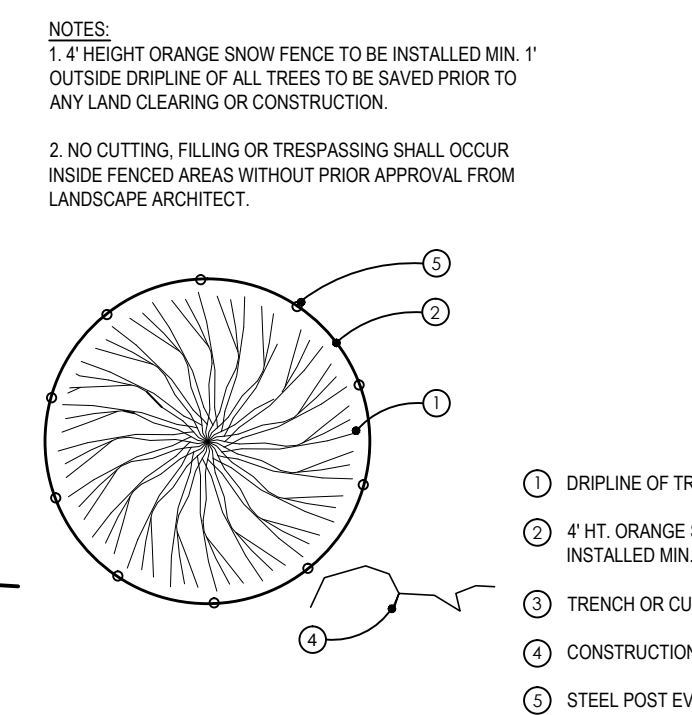 NOTES:
1. 4' HEIGHT ORANGE SNOW FENCE TO BE INSTALLED MIN. 1'
OUTSIDE DRIPLINE OF ALL TREES TO BE SAVED PRIOR TO
ANY LAND CLEARING OR CONSTRUCTION.
2. NO CUTTING, FILLING OR TRESPASSING SHALL OCCUR
INSIDE FENCED AREAS WITHOUT PRIOR APPROVAL FROM
LANDSCAPE ARCHITECT.
5
2
1
4
1 DRIPLINE OF
2 4' HT. ORANGE
INSTALLED MIN.
3 TRENCH OR
4 CONSTRUCTION
5 STEEL POST